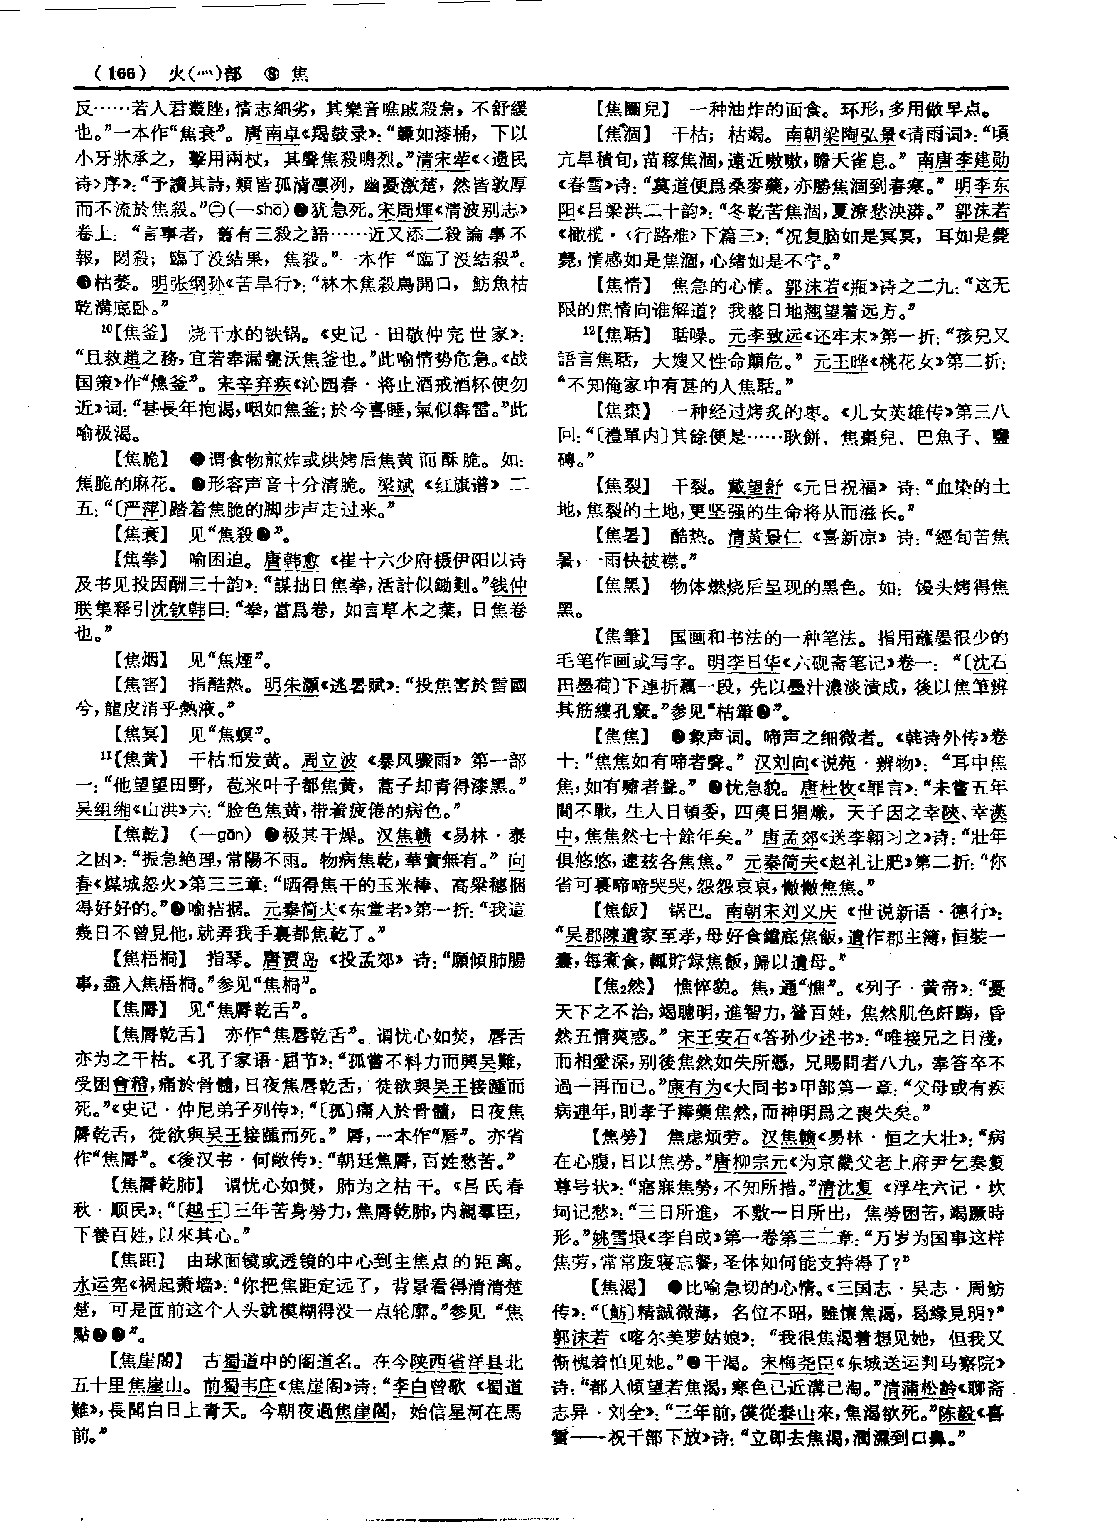 (166) 火(灬)部 ⑧ 焦
反……若人君叢脞，情志細劣，其樂音噍戚殺急，不舒緩
也。”一本作“焦衰”。唐南卓《羯鼓录》：“㯡如漆桶，下以
小牙牀承之，擊用兩杖，其聲焦殺鳴烈。”清宋犖《〈遺民
诗〉序》：“予讀其詩，類皆孤清凛冽，幽憂激楚，然皆敦厚
而不流於焦殺。”㊁(—shā)❶犹急死。宋周煇《清波别志》
卷上：“言事者，舊有三殺之語……近又添二殺論事不
報，悶殺；臨了没结果，焦殺。”一本作“臨了没结殺”。
❷枯萎。明张纲孙《苦旱行》：“林木焦殺鳥開口，魴魚枯
乾溝底卧。”
10【焦釜】 烧干水的铁锅。《史记·田敬仲完世家》：
“且救趙之務，宜若奉漏甕沃焦釜也。”此喻情势危急。《战
国策》作“燋釜”。宋辛弃疾《沁园春·将止酒戒酒杯使勿
近》词：“甚長年抱渴，咽如焦釜；於今喜睡，氣似犇雷。”此
喻极渴。
【焦脆】 ❶谓食物煎炸或烘烤后焦黄而酥脆。如：
焦脆的麻花。❷形容声音十分清脆。梁斌《红旗谱》二
五：“〔严萍〕踏着焦脆的脚步声走过来。”
【焦衰】 见“焦殺❶”。
【焦拳】 喻困迫。唐韩愈《崔十六少府摄伊阳以诗
及书见投因酬三十韵》：“謀拙日焦拳，活計似鋤剗。”钱仲
联集释引沈钦韩曰：“拳，當爲卷，如言草木之葉，日焦卷
也。”
【焦烟】 见“焦煙”。
【焦害】 指酷热。明朱灏《逃暑赋》：“投焦害於雪國
兮，龍皮消乎熱液。”
【焦冥】 见“焦螟”。
11【焦黄】 干枯而发黄。周立波《暴风骤雨》第一部
一：“他望望田野，苞米叶子都焦黄，蒿子却青得漆黑。”
吴组缃《山洪》六：“脸色焦黄，带着疲倦的病色。”
【焦乾】 (—gān) ❶极其干燥。汉焦赣《易林·泰
之困》：“振急絶理，常陽不雨。物病焦乾，華實無有。”向
春《煤城怒火》第三三章：“晒得焦干的玉米棒、高粱穗捆
得好好的。”❷喻拮据。元秦简夫《东堂老》第一折：“我這
幾日不曾見他，就弄我手裏都焦乾了。”
【焦梧桐】 指琴。唐贾岛《投孟郊》诗：“願傾肺腸
事，盡入焦梧桐。”参见“焦桐”。
【焦脣】 见“焦脣乾舌”。
【焦脣乾舌】 亦作“焦唇乾舌”。谓忧心如焚，唇舌
亦为之干枯。《孔子家语·屈节》：“孤嘗不料力而興吴難，
受困會稽，痛於骨髓，日夜焦唇乾舌，徒欲與吴王接踵而
死。”《史记·仲尼弟子列传》：“〔孤〕痛入於骨髓，日夜焦
脣乾舌，徒欲與吴王接踵而死。”脣，一本作“唇”。亦省
作“焦脣”。《後汉书·何敞传》：“朝廷焦脣，百姓愁苦。”
【焦脣乾肺】 谓忧心如焚，肺为之枯干。《吕氏春
秋·顺民》：“〔越王〕三年苦身勞力，焦脣乾肺，内親羣臣，
下養百姓，以來其心。”
【焦距】 由球面镜或透镜的中心到主焦点的距离。
水运宪《祸起萧墙》：“你把焦距定远了，背景看得清清楚
楚，可是面前这个人头就模糊得没一点轮廓。”参见“焦
點❶❷”。
【焦崖閣】 古蜀道中的阁道名。在今陕西省洋县北
五十里焦崖山。前蜀韦庄《焦崖阁》诗：“李白曾歌《蜀道
難》，長聞白日上青天。今朝夜過焦崖閣，始信星河在馬
前。”
【焦圈兒】 一种油炸的面食。环形，多用做早点。
【焦涸】 干枯；枯竭。南朝梁陶弘景《请雨词》：“頃
亢旱積旬，苗稼焦涸，遠近嗷嗷，瞻天雀息。”南唐李建勋
《春雪》诗：“莫道便爲桑麥藥，亦勝焦涸到春寒。”明李东
阳《吕梁洪二十韵》：“冬乾苦焦涸，夏潦愁泱漭。”郭沫若
《橄榄·〈行路难〉下篇三》：“况复脑如是冥冥，耳如是薨
薨，情感如是焦涸，心绪如是不宁。”
【焦情】 焦急的心情。郭沫若《瓶》诗之二九：“这无
限的焦情向谁解道？我整日地翘望着远方。”
12【焦聒】 聒噪。元李致远《还牢末》第一折：“孩兒又
語言焦聒，大嫂又性命顛危。”元王晔《桃花女》第二折：
“不知俺家中有甚的人焦聒。”
【焦棗】 一种经过烤炙的枣。《儿女英雄传》第三八
回：“〔禮單内〕其餘便是……耿餅、焦棗兒、巴魚子、鹽
磚。”
【焦裂】 干裂。戴望舒《元日祝福》诗：“血染的土
地，焦裂的土地，更坚强的生命将从而滋长。”
【焦暑】 酷热。清黄景仁《喜新凉》诗：“經旬苦焦
暑，一雨快披襟。”
【焦黑】 物体燃烧后呈现的黑色。如：馒头烤得焦
黑。
【焦筆】 国画和书法的一种笔法。指用蘸墨很少的
毛笔作画或写字。明李日华《六砚斋笔记》卷一：“〔沈石
田墨荷〕下連折藕一段，先以墨汁濃淡漬成，後以焦筆辨
其筋縷孔竅。”参见“枯筆❷”。
【焦焦】 ❶象声词。啼声之细微者。《韩诗外传》卷
十：“焦焦如有啼者聲。”汉刘向《说苑·辨物》：“耳中焦
焦，如有嘯者聲。”❷忧急貌。唐杜牧《罪言》：“未嘗五年
間不戰，生人日頓委，四夷日猖熾，天子因之幸陝、幸漢
中，焦焦然七十餘年矣。”唐孟郊《送李翱习之》诗：“壯年
俱悠悠，逮兹各焦焦。”元秦简夫《赵礼让肥》第二折：“你
省可裏啼啼哭哭，怨怨哀哀，懒懒焦焦。”
【焦飯】 锅巴。南朝宋刘义庆《世说新语·德行》：
“吴郡陳遺家至孝，母好食鐺底焦飯，遺作郡主簿，恒裝一
囊，每煮食，輒貯録焦飯，歸以遺母。”
【焦2然】 憔悴貌。焦，通“憔”。《列子·黄帝》：“憂
天下之不治，竭聰明，進智力，營百姓，焦然肌色皯黣，昏
然五情爽惑。”宋王安石《答孙少述书》：“唯接兄之日淺，
而相愛深，别後焦然如失所憑，兄賜問者八九，奉答卒不
過一再而已。”康有为《大同书》甲部第一章：“父母或有疾
病連年，則孝子捧藥焦然，而神明爲之喪失矣。”
【焦勞】 焦虑烦劳。汉焦赣《易林·恒之大壮》：“病
在心腹，日以焦勞。”唐柳宗元《为京畿父老上府尹乞奏复
尊号状》：“寤寐焦勞，不知所措。”清沈复《浮生六记·坎
坷记愁》：“三日所進，不敷一日所出，焦勞困苦，竭蹶時
形。”姚雪垠《李自成》第一卷第三二章：“万岁为国事这样
焦劳，常常废寝忘餐，圣体如何能支持得了？”
【焦渴】 ❶比喻急切的心情。《三国志·吴志·周鲂
传》：“〔魴〕精誠微薄，名位不昭，雖懷焦渴，曷緣見明？”
郭沫若《喀尔美萝姑娘》：“我很焦渴着想见她，但我又
惭愧着怕见她。”❷干渴。宋梅尧臣《东城送运判马察院》
诗：“都人傾望若焦渴，寒色已近溝已淘。”清蒲松龄《聊斋
志异·刘全》：“三年前，僕從泰山來，焦渴欲死。”陈毅《喜
雪——祝干部下放》诗：“立即去焦渴，潤濕到口鼻。”